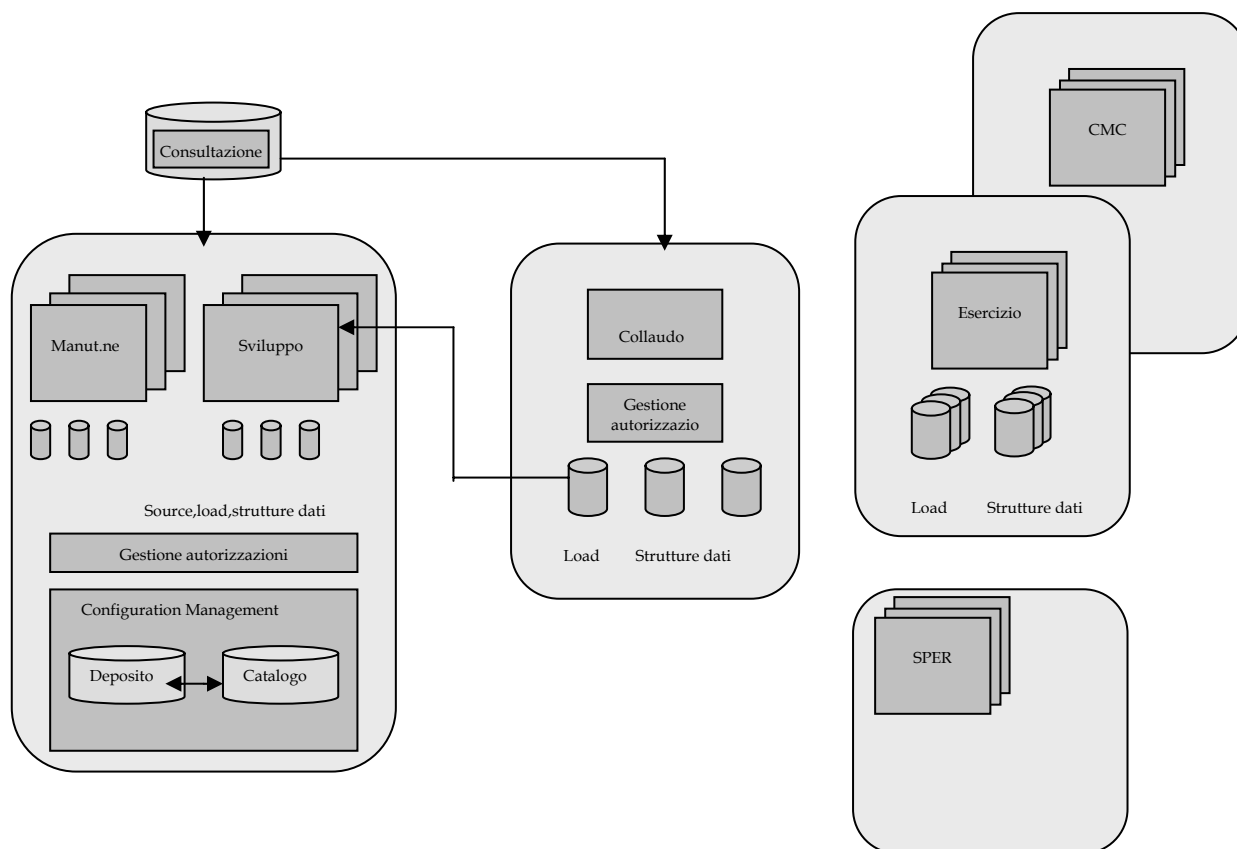 CMC
Consultazione
Manut.ne
Sviluppo
Source,load,strutture dati
Gestione autorizzazioni
Configuration Management
Deposito
Catalogo
Collaudo
Gestione
autorizzazio
Load
Strutture dati
Esercizio
Load
Strutture dati
SPER